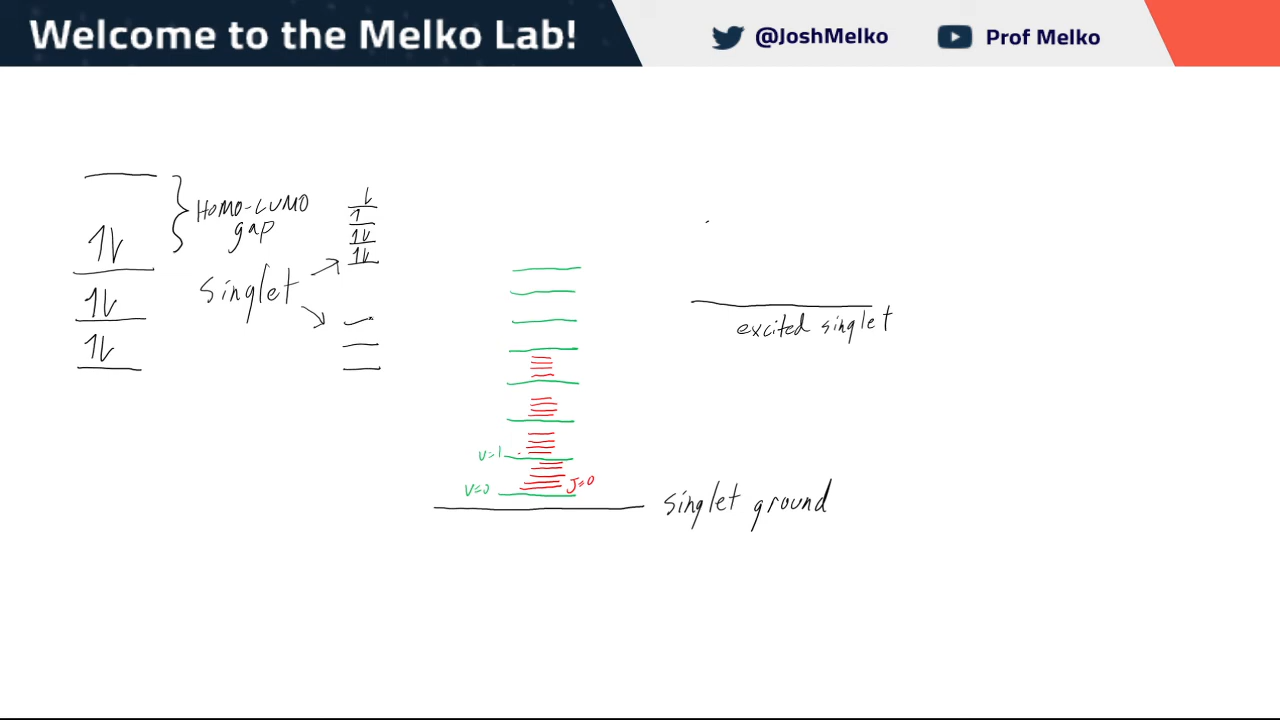 Welcome to the Melko Lab!
@JoshMelko
Prof Melko
HOMO-LUMO
gap
singlet
excited singlet
v=1
v=0
J=0
singlet ground